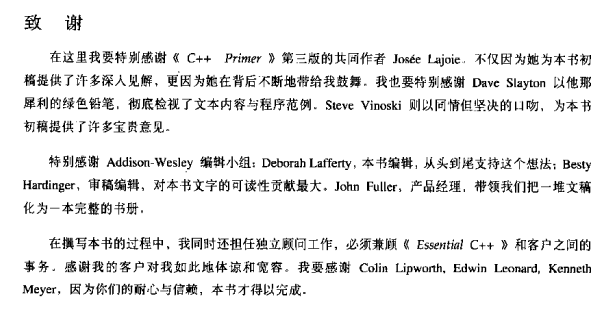 致 谢
在这里我要特别感谢《 C++ Primer 》第三版的共同作者 Josée Lajoie。不仅因为她为本书初
稿提供了许多深入见解，更因为她在背后不断地带给我鼓舞。我也要特别感谢 Dave Slayton 以他那
犀利的绿色铅笔，彻底检视了文本内容与程序范例。Steve Vinoski 则以同情但坚决的口吻，为本书
初稿提供了许多宝贵意见。
特别感谢 Addison-Wesley 编辑小组：Deborah Lafferty，本书编辑，从头到尾支持这个想法；Besty
Hardinger，审稿编辑，对本书文字的可读性贡献最大。John Fuller，产品经理，带领我们把一堆文稿
化为一本完整的书册。
在撰写本书的过程中，我同时还担任独立顾问工作，必须兼顾《 Essential C++ 》和客户之间的
事务。感谢我的客户对我如此地体谅和宽容。我要感谢 Colin Lipworth, Edwin Leonard, Kenneth
Meyer，因为你们的耐心与信赖，本书才得以完成。